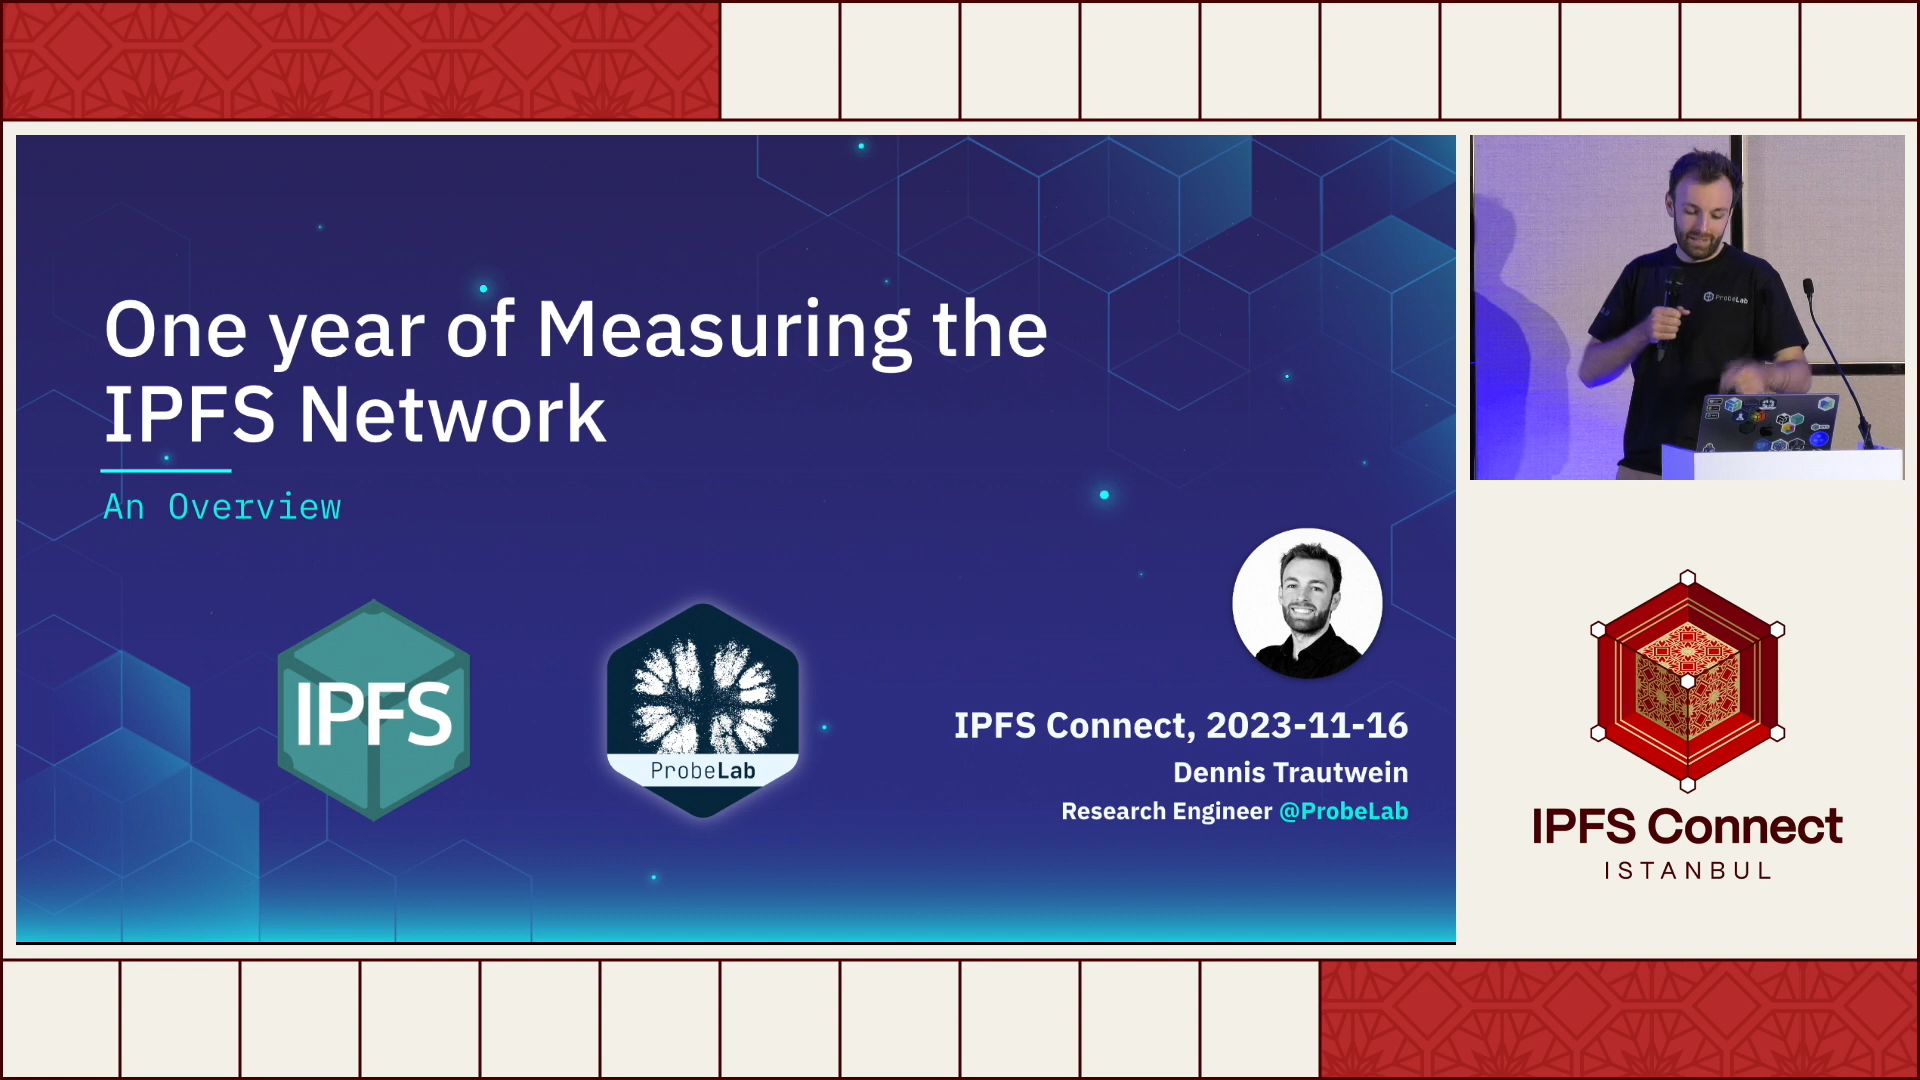 One year of Measuring the
IPFS Network
An Overview
IPFS
ProbeLab
IPFS Connect, 2023-11-16
Dennis Trautwein
Research Engineer @ProbeLab
ProbeLab
IPFS Connect
ISTANBUL